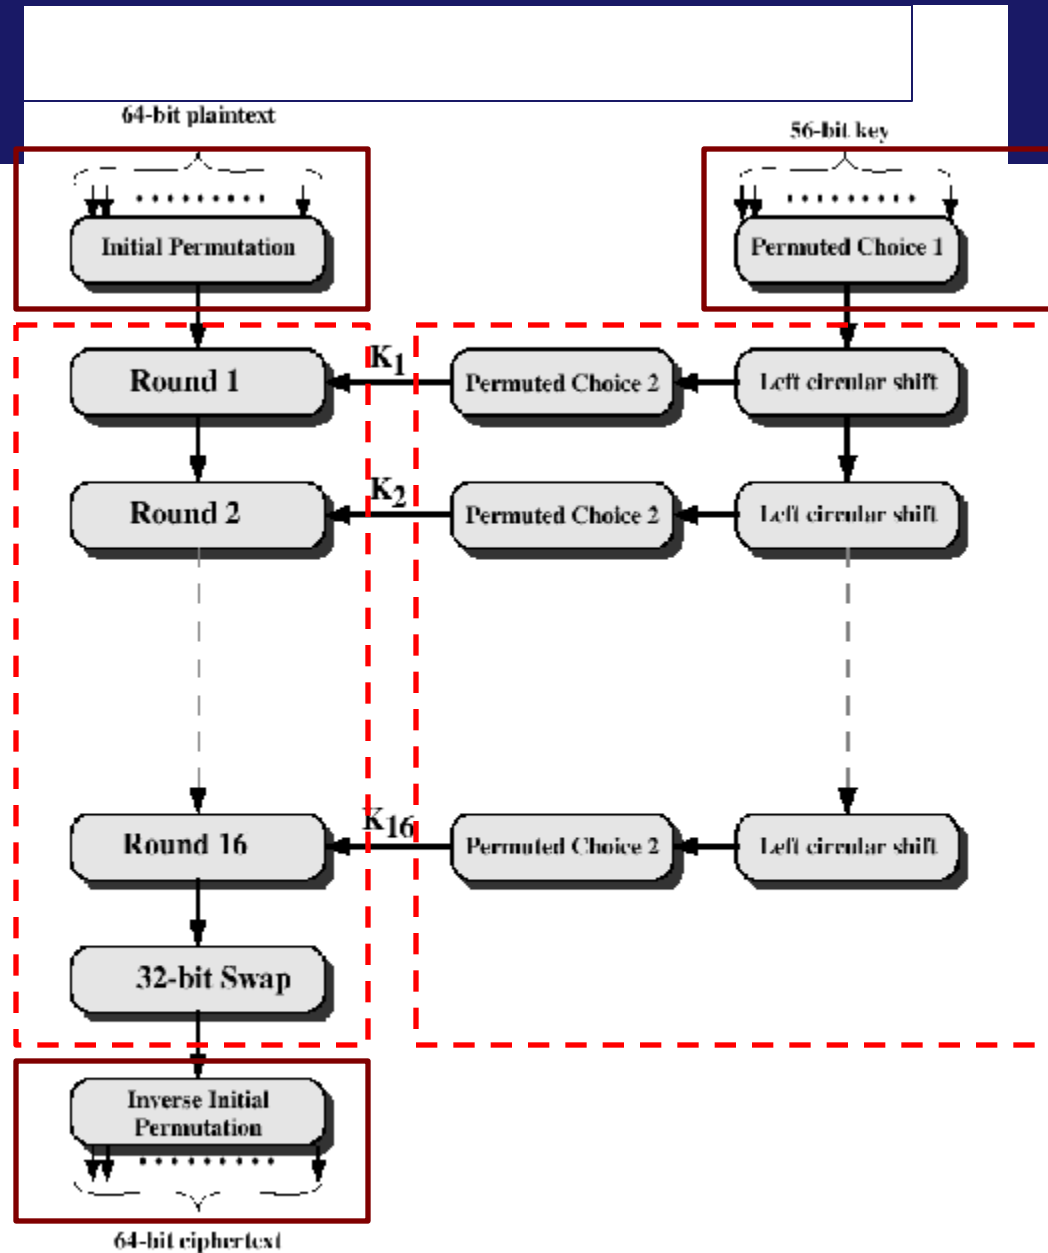 64-bit plaintext
56-bit key
Initial Permutation
Permuted Choice 1
Round 1
K1
Permuted Choice 2
Left circular shift
Round 2
K2
Permuted Choice 2
Left circular shift
Round 16
K16
Permuted Choice 2
Left circular shift
32-bit Swap
Inverse Initial
Permutation
64-bit ciphertext